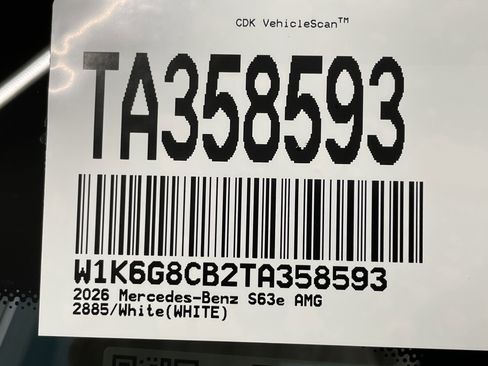 CDK VehicleScan™
TA358593
W1K6G8CB2TA358593
2026 Mercedes-Benz S63e AMG
2885/White(WHITE)